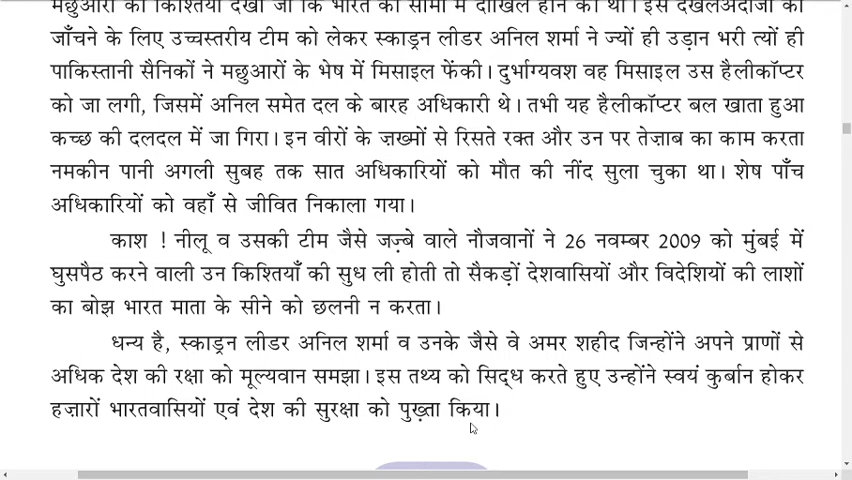 मछुआरों की किश्तियाँ देखी जो कि भारत की सीमा में दाखिल होने को थीं। इस दखलअंदाजी को
जाँचने के लिए उच्चस्तरीय टीम को लेकर स्काड्रन लीडर अनिल शर्मा ने ज्यों ही उड़ान भरी त्यों ही
पाकिस्तानी सैनिकों ने मछुआरों के भेष में मिसाइल फेंकी। दुर्भाग्यवश वह मिसाइल उस हैलीकॉप्टर
को जा लगी, जिसमें अनिल समेत दल के बारह अधिकारी थे। तभी यह हैलीकॉप्टर बल खाता हुआ
कच्छ की दलदल में जा गिरा। इन वीरों के ज़ख्मों से रिसते रक्त और उन पर तेज़ाब का काम करता
नमकीन पानी अगली सुबह तक सात अधिकारियों को मौत की नींद सुला चुका था। शेष पाँच
अधिकारियों को वहाँ से जीवित निकाला गया।
काश ! नीलू व उसकी टीम जैसे जज़्बे वाले नौजवानों ने 26 नवम्बर 2009 को मुंबई में
घुसपैठ करने वाली उन किश्तियाँ की सुध ली होती तो सैकड़ों देशवासियों और विदेशियों की लाशों
का बोझ भारत माता के सीने को छलनी न करता।
धन्य है, स्काड्रन लीडर अनिल शर्मा व उनके जैसे वे अमर शहीद जिन्होंने अपने प्राणों से
अधिक देश की रक्षा को मूल्यवान समझा। इस तथ्य को सिद्ध करते हुए उन्होंने स्वयं कुर्बान होकर
हज़ारों भारतवासियों एवं देश की सुरक्षा को पुख़्ता किया।